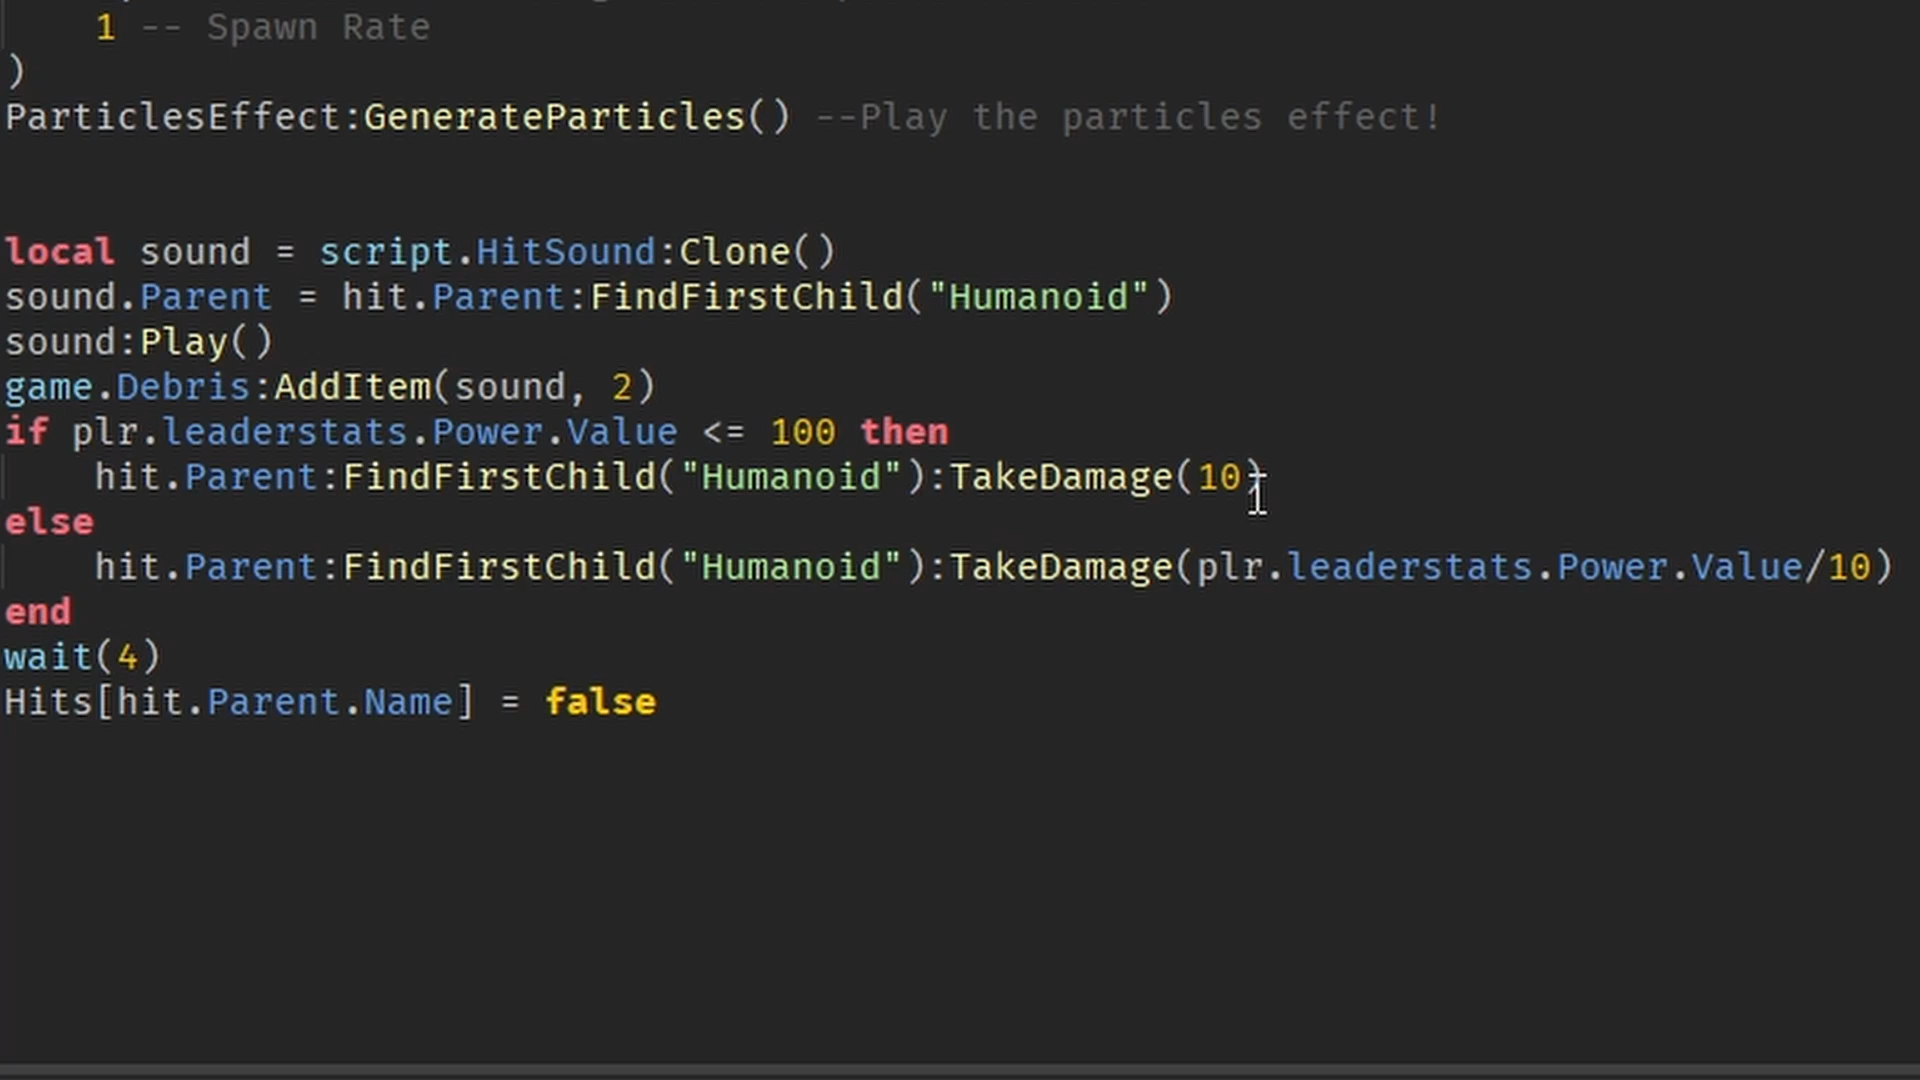 1 -- Spawn Rate
)
ParticlesEffect:GenerateParticles() --Play the particles effect!
local sound = script.HitSound:Clone()
sound.Parent = hit.Parent:FindFirstChild("Humanoid")
sound:Play()
game.Debris:AddItem(sound, 2)
if plr.leaderstats.Power.Value <= 100 then
hit.Parent:FindFirstChild("Humanoid"):TakeDamage(10)
else
hit.Parent:FindFirstChild("Humanoid"):TakeDamage(plr.leaderstats.Power.Value/10)
end
wait(4)
Hits[hit.Parent.Name] = false